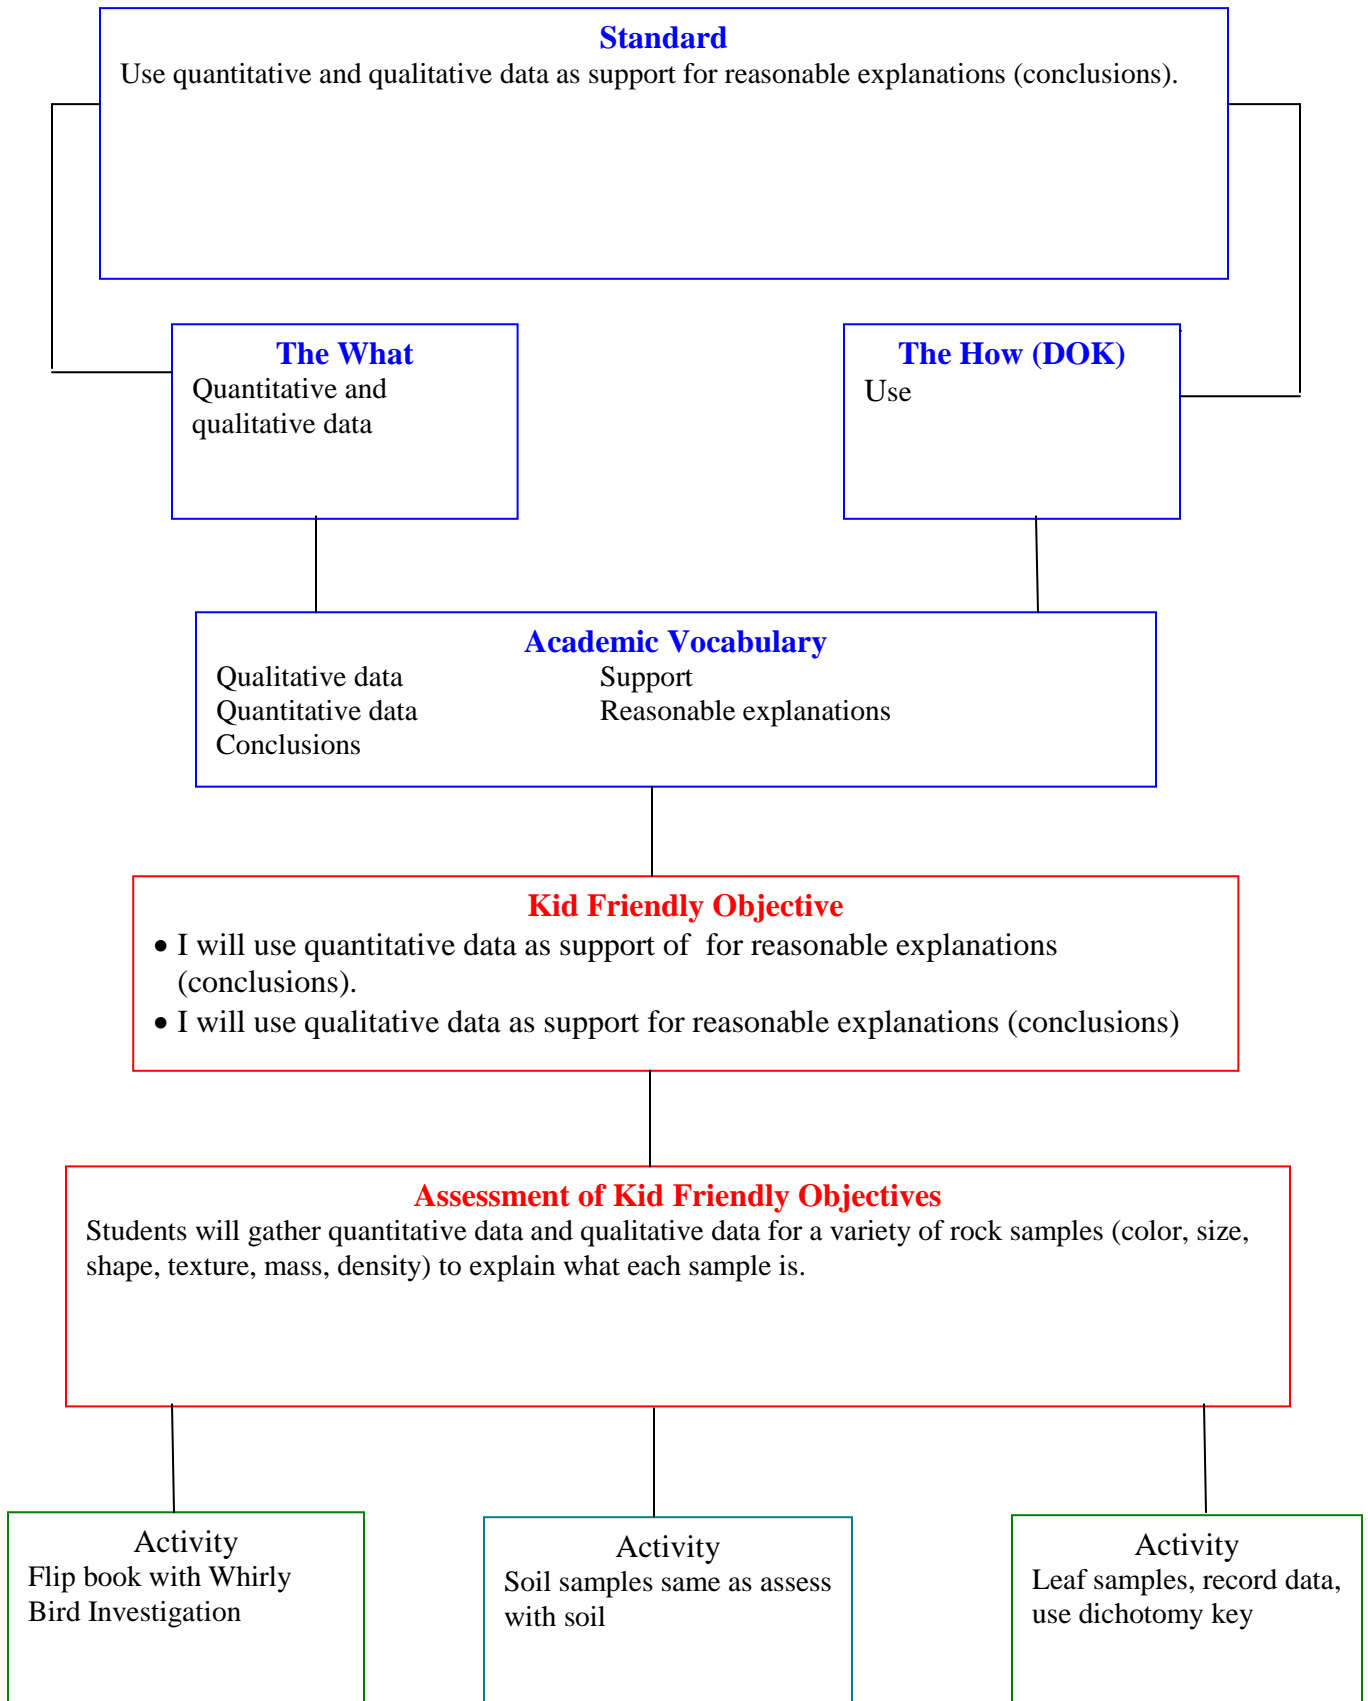 Standard
Use quantitative and qualitative data as support for reasonable explanations (conclusions).
The What
Quantitative and
qualitative data
The How (DOK)
Use
Academic Vocabulary
Qualitative data
Quantitative data
Conclusions
Support
Reasonable explanations
Kid Friendly Objective
• I will use quantitative data as support of  for reasonable explanations
(conclusions).
• I will use qualitative data as support for reasonable explanations (conclusions)
Assessment of Kid Friendly Objectives
Students will gather quantitative data and qualitative data for a variety of rock samples (color, size,
shape, texture, mass, density) to explain what each sample is.
Activity
Flip book with Whirly
Bird Investigation
Activity
Soil samples same as assess
with soil
Activity
Leaf samples, record data,
use dichotomy key